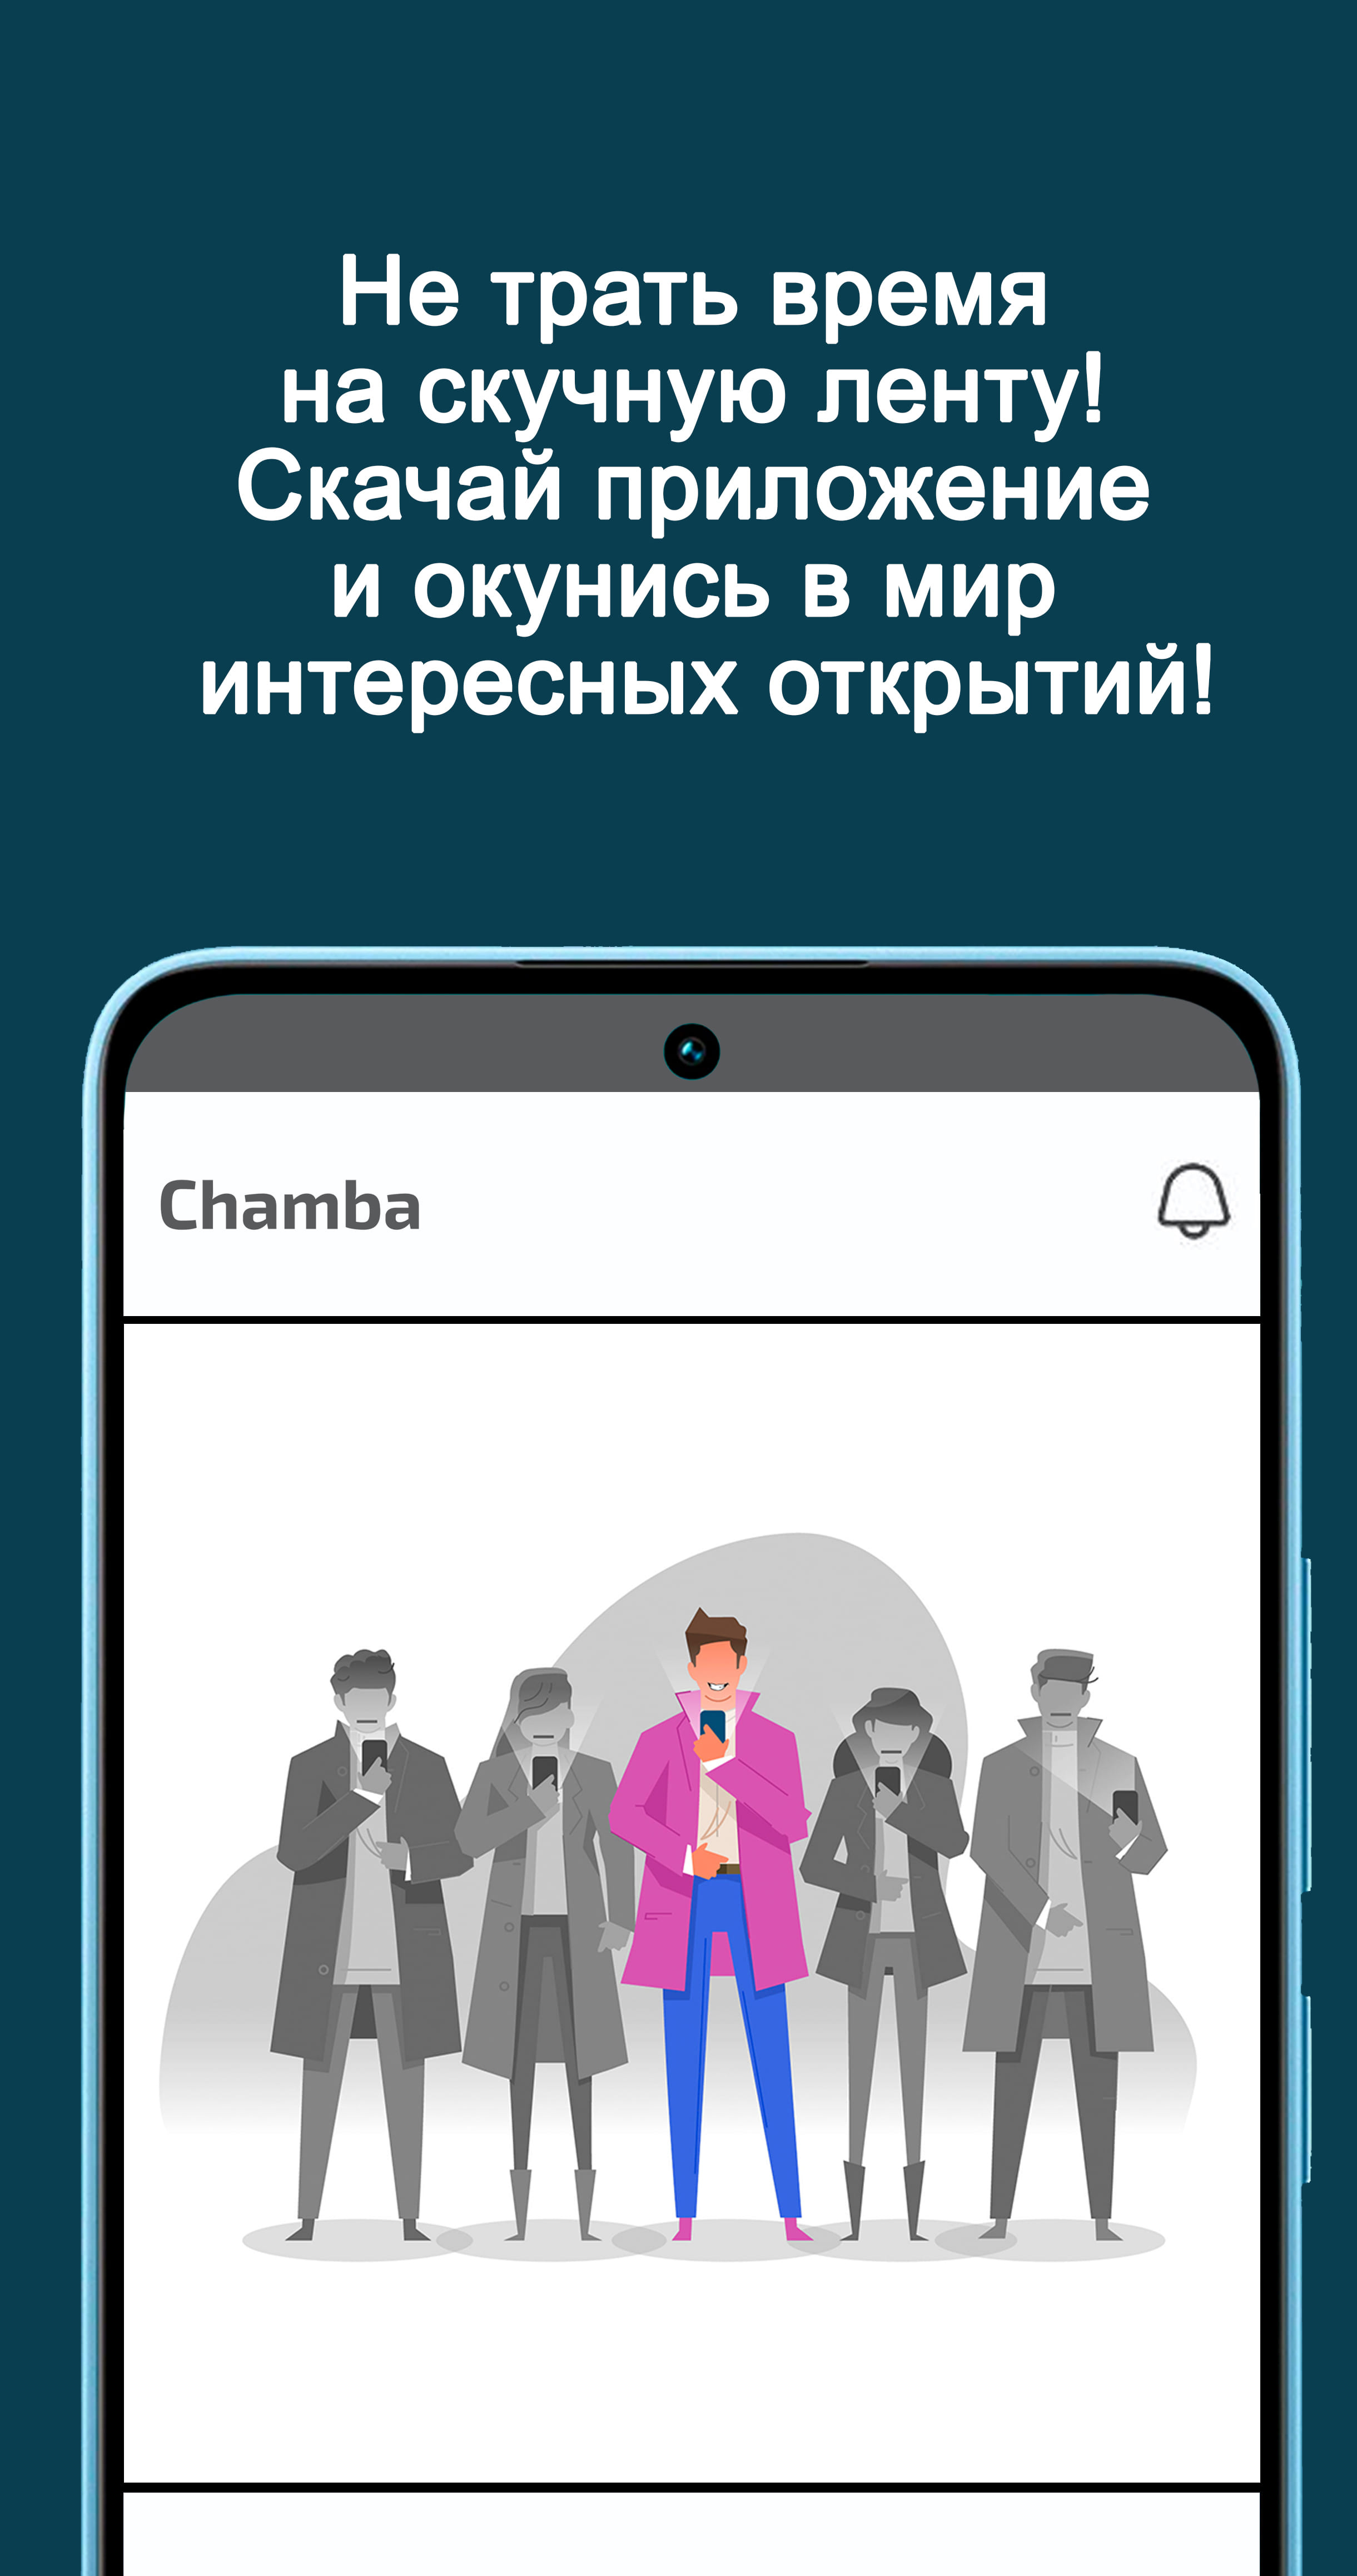 Не трать время
на скучную ленту!
Скачай приложение
и окунись в мир
интересных открытий!
Chamba